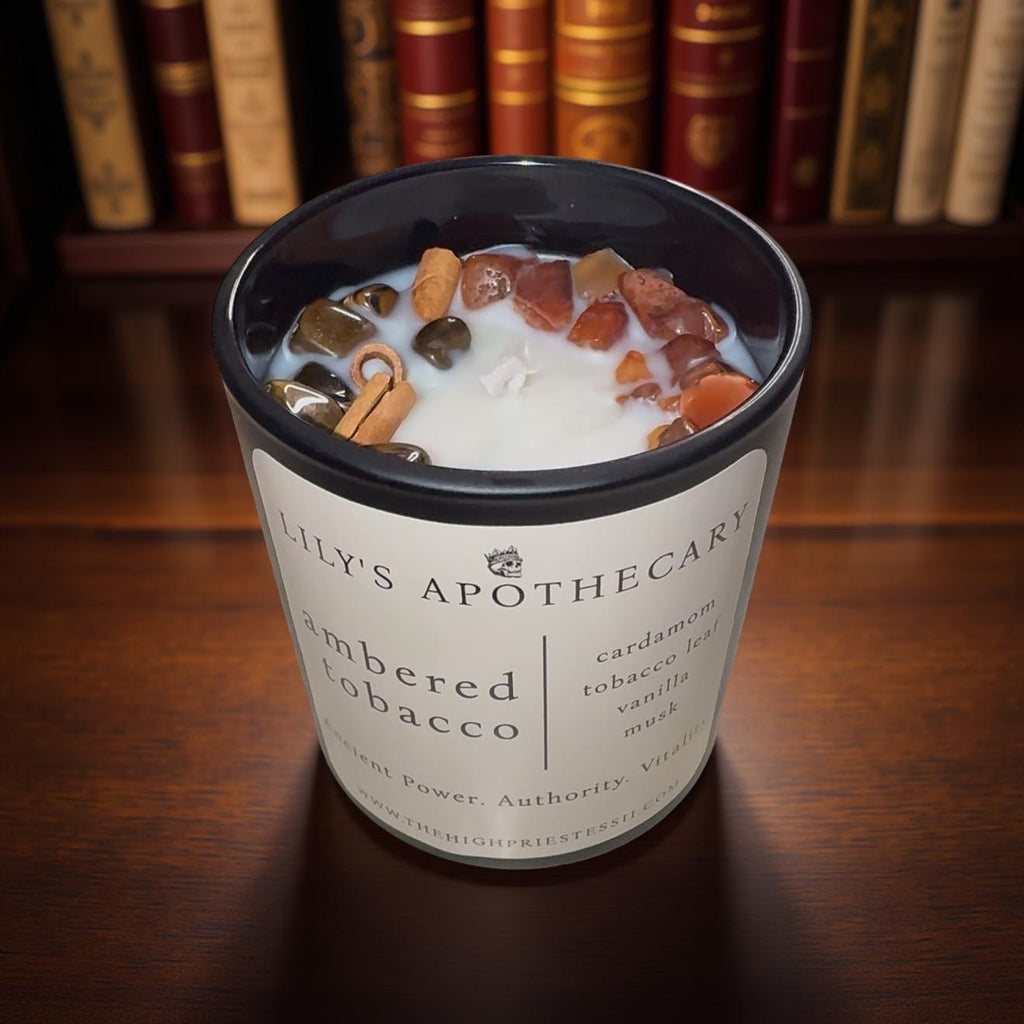 LILY'S APOTHECARY
ambered
tobacco
cardamom
tobacco leaf
vanilla
musk
Ancient Power. Authority. Vitality
WWW.THEHIGHPRIESTESSII.COM